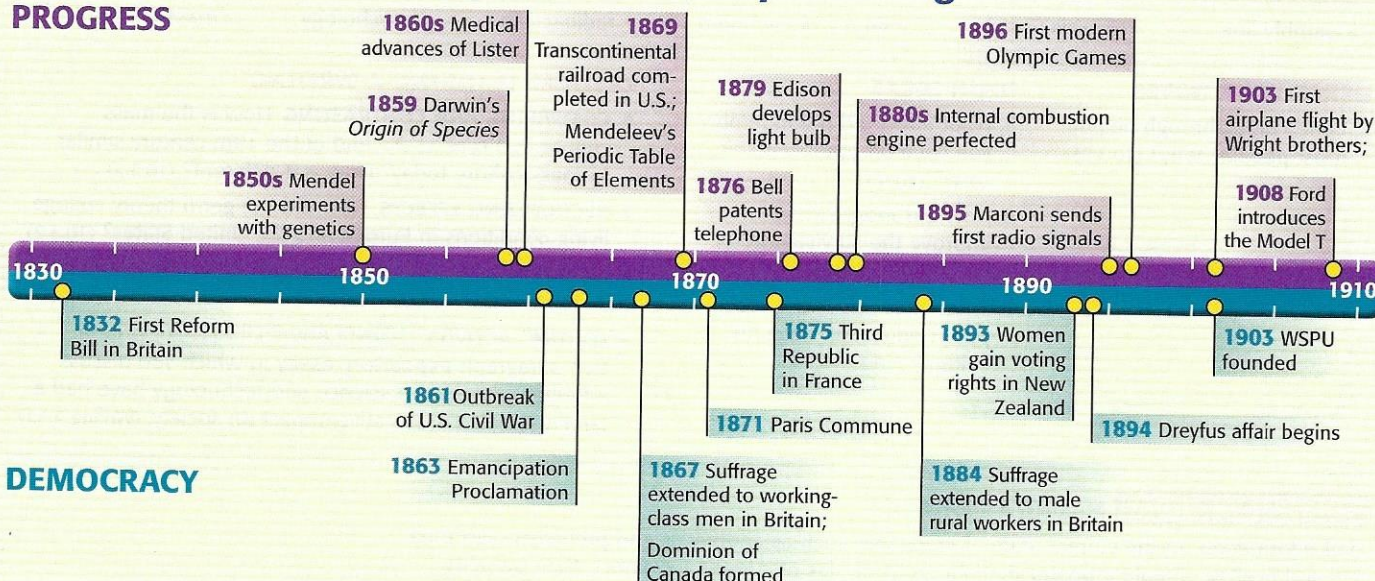 PROGRESS
1860s Medical
advances of Lister
1869
Transcontinental
railroad com-
pleted in U.S.;
Mendeleev's
Periodic Table
of Elements
1896 First modern
Olympic Games
1859 Darwin's
Origin of Species
1879 Edison
develops
light bulb
1880s Internal combustion
engine perfected
1903 First
airplane flight by
Wright brothers;
1850s Mendel
experiments
with genetics
1876 Bell
patents
telephone
1895 Marconi sends
first radio signals
1908 Ford
introduces
the Model T
1830
1850
1870
1890
1910
1832 First Reform
Bill in Britain
1861 Outbreak
of U.S. Civil War
1863 Emancipation
Proclamation
1867 Suffrage
extended to working-
class men in Britain;
Dominion of
Canada formed
1871 Paris Commune
1875 Third
Republic
in France
1884 Suffrage
extended to male
rural workers in Britain
1893 Women
gain voting
rights in New
Zealand
1894 Dreyfus affair begins
1903 WSPU
founded
DEMOCRACY